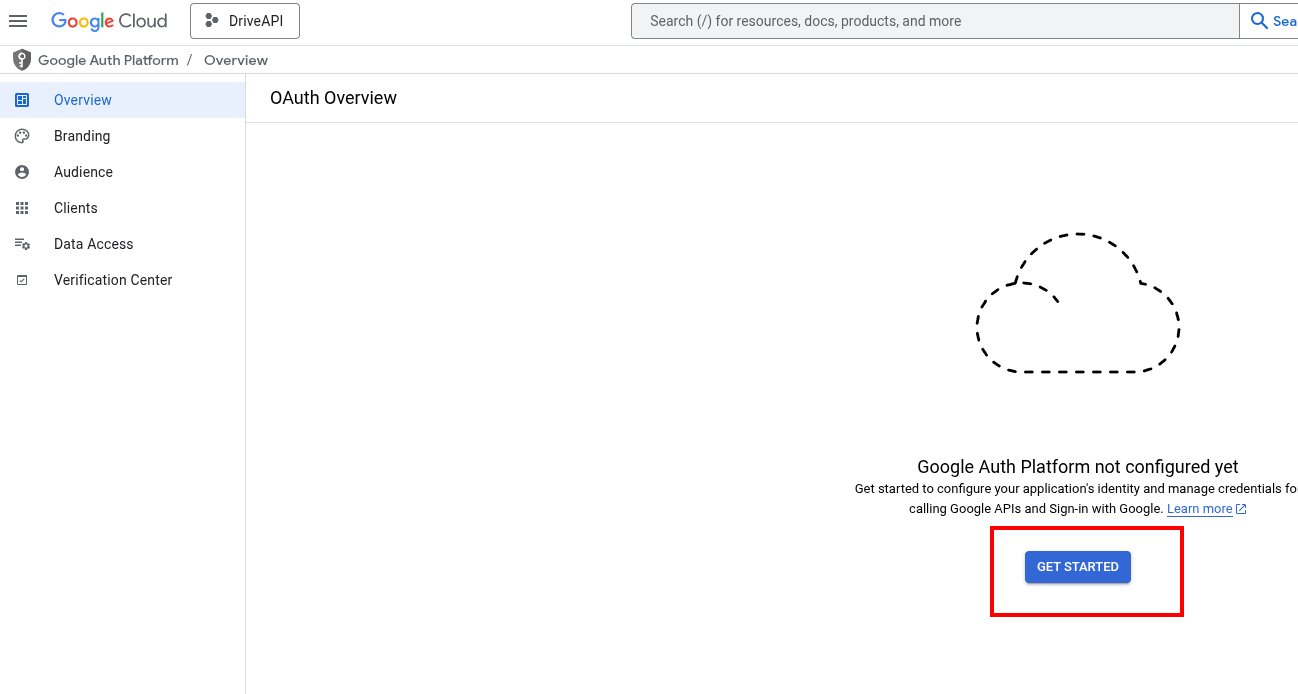 Google Cloud
DriveAPI
Search (/) for resources, docs, products, and more
Sea
Google Auth Platform / Overview
Overview
Branding
Audience
Clients
Data Access
Verification Center
OAuth Overview
Google Auth Platform not configured yet
Get started to configure your application's identity and manage credentials fo
calling Google APIs and Sign-in with Google. Learn more
GET STARTED